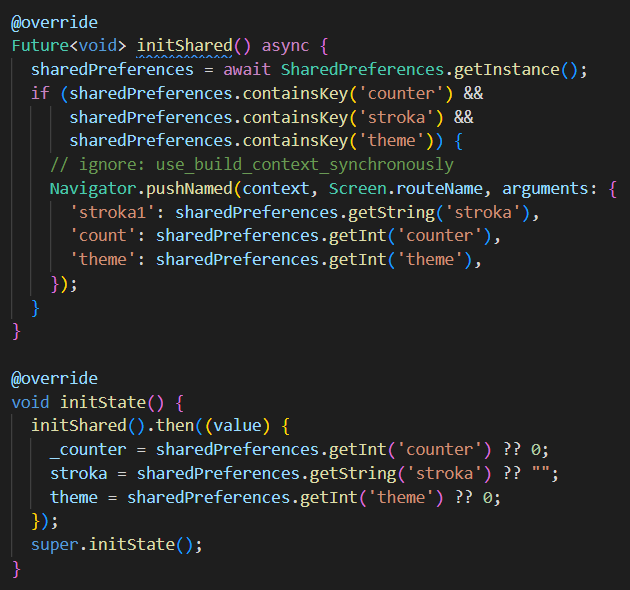 @override
Future<void> initShared() async {
  sharedPreferences = await SharedPreferences.getInstance();
  if (sharedPreferences.containsKey('counter') &&
      sharedPreferences.containsKey('stroka') &&
      sharedPreferences.containsKey('theme')) {
    // ignore: use_build_context_synchronously
    Navigator.pushNamed(context, Screen.routeName, arguments: {
      'stroka1': sharedPreferences.getString('stroka'),
      'count': sharedPreferences.getInt('counter'),
      'theme': sharedPreferences.getInt('theme'),
    });
  }
}

@override
void initState() {
  initShared().then((value) {
    _counter = sharedPreferences.getInt('counter') ?? 0;
    stroka = sharedPreferences.getString('stroka') ?? "";
    theme = sharedPreferences.getInt('theme') ?? 0;
  });
  super.initState();
}